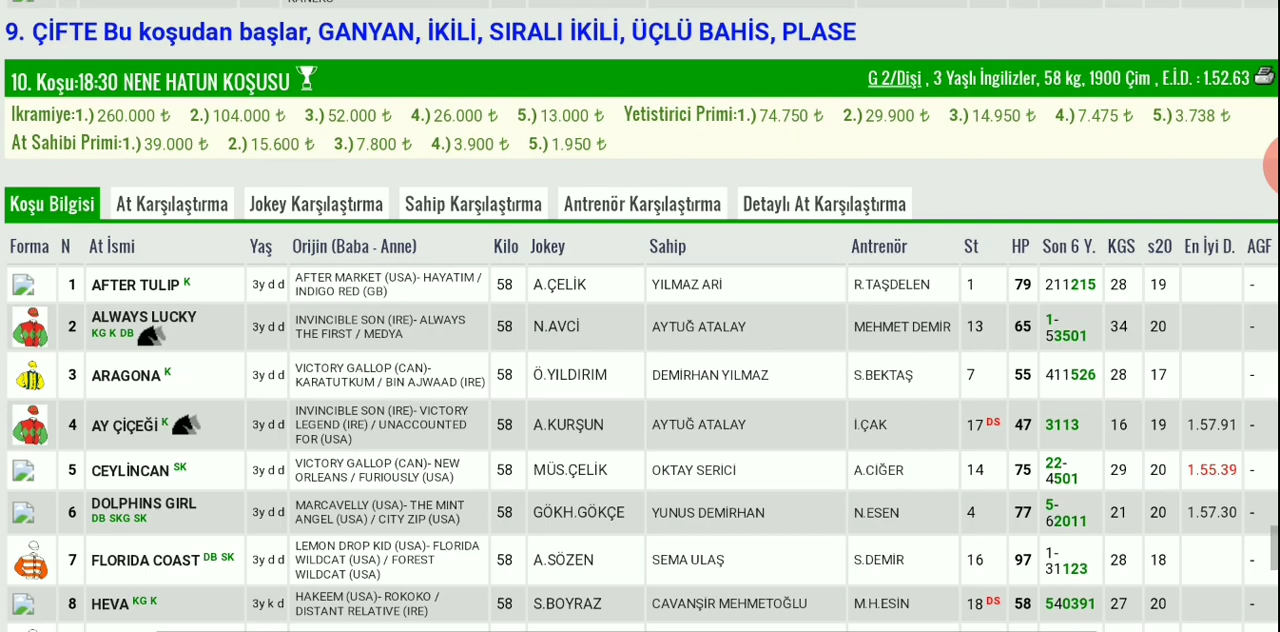 9. ÇİFTE Bu koşudan başlar, GANYAN, İKİLİ, SIRALI İKİLİ, ÜÇLÜ BAHİS, PLASE
10. Koşu:18:30 NENE HATUN KOŞUSU G 2/Dişi , 3 Yaşlı İngilizler, 58 kg, 1900 Çim , E.İ.D. : 1.52.63
Ikramiye:1.) 260.000 ₺ 2.) 104.000 ₺ 3.) 52.000 ₺ 4.) 26.000 ₺ 5.) 13.000 ₺ Yetistirici Primi:1.) 74.750 ₺ 2.) 29.900 ₺ 3.) 14.950 ₺ 4.) 7.475 ₺ 5.) 3.738 ₺
At Sahibi Primi:1.) 39.000 ₺ 2.) 15.600 ₺ 3.) 7.800 ₺ 4.) 3.900 ₺ 5.) 1.950 ₺
Koşu Bilgisi At Karşılaştırma Jokey Karşılaştırma Sahip Karşılaştırma Antrenör Karşılaştırma Detaylı At Karşılaştırma
Forma N At İsmi Yaş Orijin (Baba - Anne) Kilo Jokey Sahip Antrenör St HP Son 6 Y. KGS s20 En İyi D. AGF
1 AFTER TULIP K 3y d d AFTER MARKET (USA)- HAYATIM / INDIGO RED (GB) 58 A.ÇELİK YILMAZ ARİ R.TAŞDELEN 1 79 211215 28 19 -
2 ALWAYS LUCKY KG K DB 3y d d INVINCIBLE SON (IRE)- ALWAYS THE FIRST / MEDYA 58 N.AVCİ AYTUĞ ATALAY MEHMET DEMİR 13 65 1-53501 34 20 -
3 ARAGONA K 3y d d VICTORY GALLOP (CAN)- KARATUTKUM / BIN AJWAAD (IRE) 58 Ö.YILDIRIM DEMİRHAN YILMAZ S.BEKTAŞ 7 55 411526 28 17 -
4 AY ÇİÇEĞİ K 3y d d INVINCIBLE SON (IRE)- VICTORY LEGEND (IRE) / UNACCOUNTED FOR (USA) 58 A.KURŞUN AYTUĞ ATALAY İ.ÇAK 17 DS 47 3113 16 19 1.57.91 -
5 CEYLİNCAN SK 3y d d VICTORY GALLOP (CAN)- NEW ORLEANS / FURIOUSLY (USA) 58 MÜS.ÇELİK OKTAY SERİCİ A.CİĞER 14 75 22-4501 29 20 1.55.39 -
6 DOLPHINS GIRL DB SKG SK 3y d d MARCAVELLY (USA)- THE MINT ANGEL (USA) / CITY ZIP (USA) 58 GÖKH.GÖKÇE YUNUS DEMİRHAN N.ESEN 4 77 5-62011 21 20 1.57.30 -
7 FLORIDA COAST DB SK 3y d d LEMON DROP KID (USA)- FLORIDA WILDCAT (USA) / FOREST WILDCAT (USA) 58 A.SÖZEN SEMA ULAŞ S.DEMİR 16 97 1-31123 28 18 -
8 HEVA KG K 3y k d HAKEEM (USA)- ROKOKO / DISTANT RELATIVE (IRE) 58 S.BOYRAZ CAVANŞİR MEHMETOĞLU M.H.ESİN 18 DS 58 540391 27 20 -